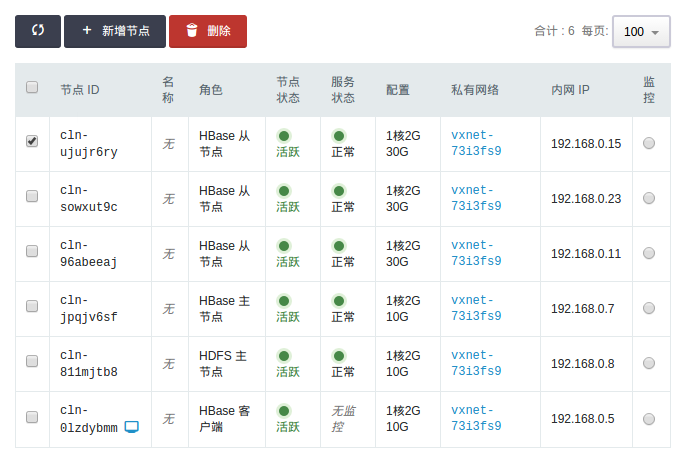 + 新增节点 删除 合计 : 6 每页: 100
节点 ID 名称 角色 节点状态 服务状态 配置 私有网络 内网 IP 监控
cln-ujujr6ry 无 HBase 从节点 活跃 正常 1核2G 30G vxnet-73i3fs9 192.168.0.15
cln-sowxut9c 无 HBase 从节点 活跃 正常 1核2G 30G vxnet-73i3fs9 192.168.0.23
cln-96abeeaj 无 HBase 从节点 活跃 正常 1核2G 30G vxnet-73i3fs9 192.168.0.11
cln-jpqjv6sf 无 HBase 主节点 活跃 正常 1核2G 10G vxnet-73i3fs9 192.168.0.7
cln-811mjtb8 无 HDFS 主节点 活跃 正常 1核2G 10G vxnet-73i3fs9 192.168.0.8
cln-0lzdybmm 无 HBase 客户端 活跃 无监控 1核2G 10G vxnet-73i3fs9 192.168.0.5